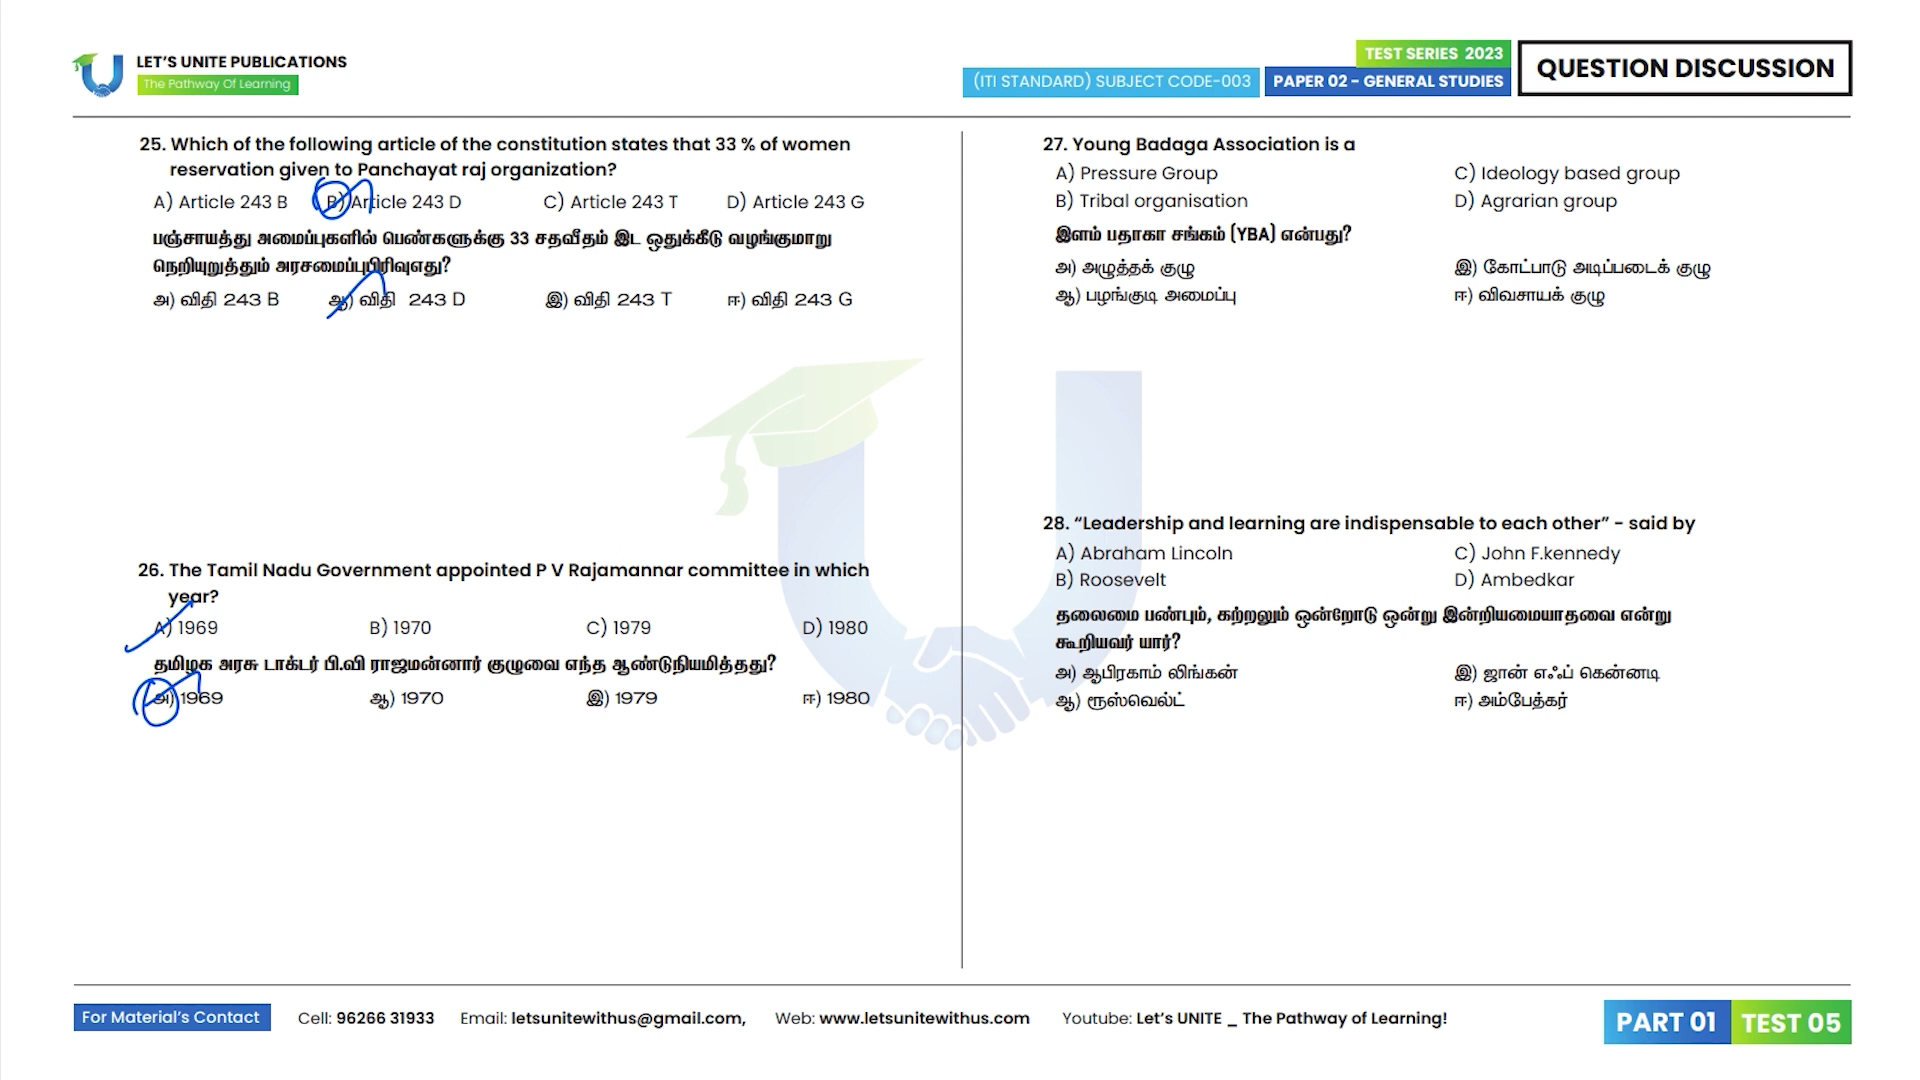 LET'S UNITE PUBLICATIONS
The Pathway Of Learning
TEST SERIES 2023
(ITI STANDARD) SUBJECT CODE-003
PAPER 02 - GENERAL STUDIES
QUESTION DISCUSSION
25. Which of the following article of the constitution states that 33 % of women
reservation given to Panchayat raj organization?
A) Article 243 B B) Article 243 D C) Article 243 T D) Article 243 G
பஞ்சாயத்து அமைப்புகளில் பெண்களுக்கு 33 சதவீதம் இட ஒதுக்கீடு வழங்குமாறு
நெறியுறுத்தும் அரசமைப்புபிரிவுஎது?
அ) விதி 243 B ஆ) விதி 243 D இ) விதி 243 T ஈ) விதி 243 G
26. The Tamil Nadu Government appointed P V Rajamannar committee in which
year?
A) 1969 B) 1970 C) 1979 D) 1980
தமிழக அரசு டாக்டர் பி.வி ராஜமன்னார் குழுவை எந்த ஆண்டுநியமித்தது?
அ) 1969 ஆ) 1970 இ) 1979 ஈ) 1980
27. Young Badaga Association is a
A) Pressure Group C) Ideology based group
B) Tribal organisation D) Agrarian group
இளம் பதாகா சங்கம் (YBA) என்பது?
அ) அழுத்தக் குழு இ) கோட்பாடு அடிப்படைக் குழு
ஆ) பழங்குடி அமைப்பு ஈ) விவசாயக் குழு
28. “Leadership and learning are indispensable to each other” - said by
A) Abraham Lincoln C) John F.kennedy
B) Roosevelt D) Ambedkar
தலைமை பண்பும், கற்றலும் ஒன்றோடு ஒன்று இன்றியமையாதவை என்று
கூறியவர் யார்?
அ) ஆபிரகாம் லிங்கன் இ) ஜான் எஃப் கென்னடி
ஆ) ரூஸ்வெல்ட் ஈ) அம்பேத்கர்
For Material's Contact Cell: 96266 31933 Email: letsunitewithus@gmail.com, Web: www.letsunitewithus.com Youtube: Let's UNITE _ The Pathway of Learning!
PART 01 TEST 05